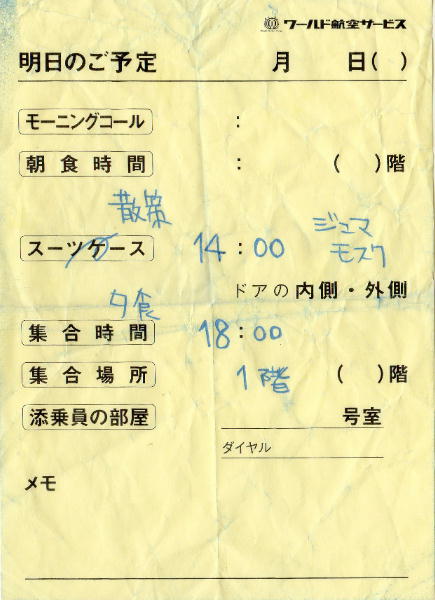 ワールド航空サービス
明日のご予定 月 日( )
モーニングコール :
朝食時間 : ( )階
散策 ジュマ
スーツケース 14:00 モスク
ドアの内側・外側
夕食
集合時間 18:00
集合場所 1階 ( )階
添乗員の部屋 号室
ダイヤル
メモ